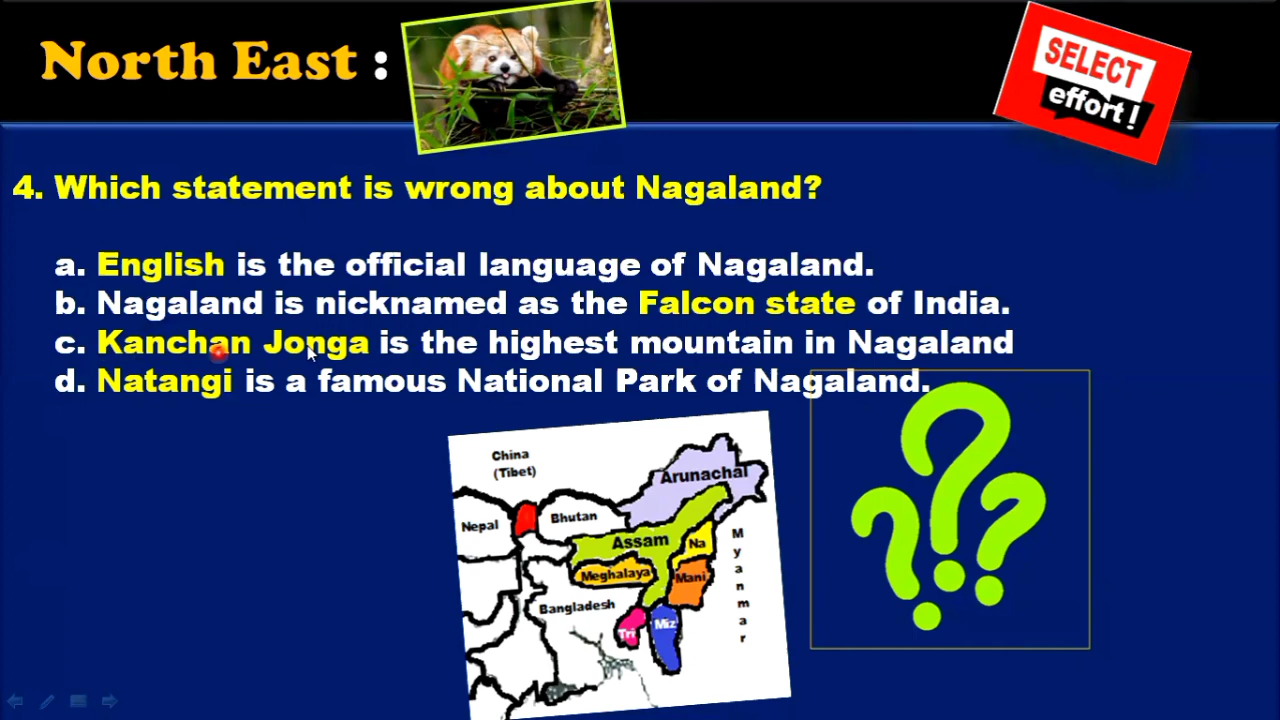 North East :
SELECT
effort !
4. Which statement is wrong about Nagaland?
a. English is the official language of Nagaland.
b. Nagaland is nicknamed as the Falcon state of India.
c. Kanchan Jonga is the highest mountain in Nagaland
d. Natangi is a famous National Park of Nagaland.
China
(Tibet)
Arunachal
Nepal
Bhutan
Assam
Na
Meghalaya
Mani
Bangladesh
Tri
Miz
Myanmar